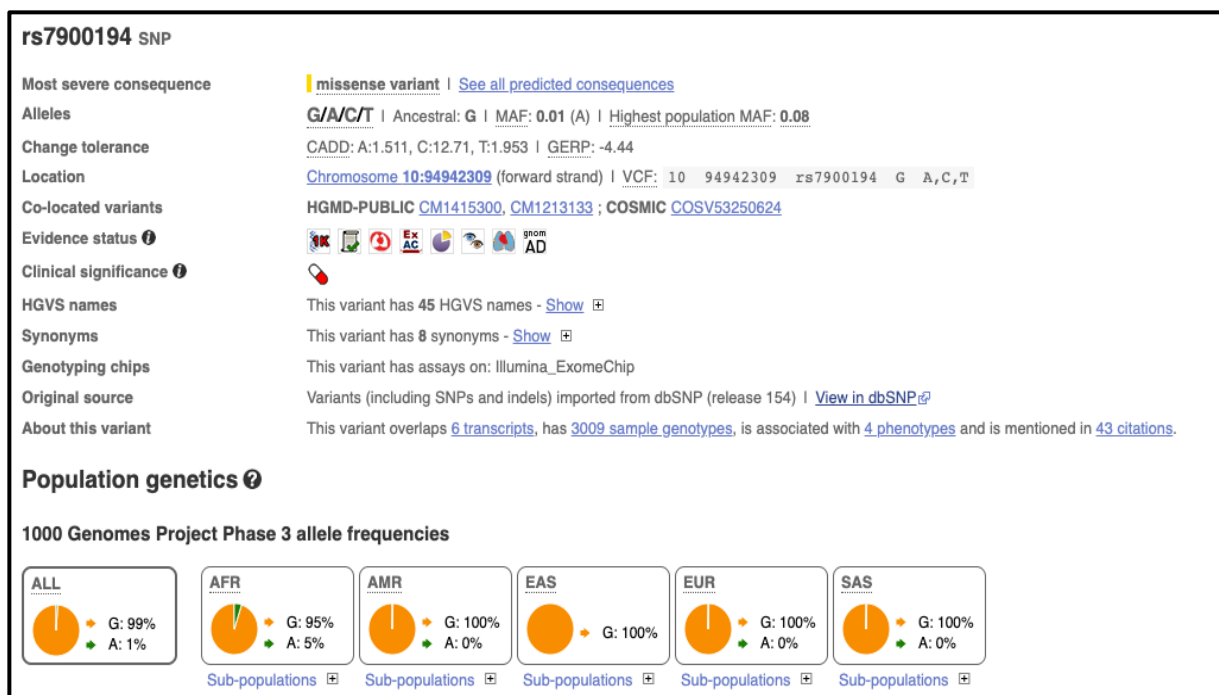 rs7900194 SNP
Most severe consequence missense variant | See all predicted consequences
Alleles G/A/C/T | Ancestral: G | MAF: 0.01 (A) | Highest population MAF: 0.08
Change tolerance CADD: A:1.511, C:12.71, T:1.953 | GERP: -4.44
Location Chromosome 10:94942309 (forward strand) | VCF: 10 94942309 rs7900194 G A,C,T
Co-located variants HGMD-PUBLIC CM1415300, CM1213133 ; COSMIC COSV53250624
Evidence status i 1K Ex AC gnom AD
Clinical significance i
HGVS names This variant has 45 HGVS names - Show +
Synonyms This variant has 8 synonyms - Show +
Genotyping chips This variant has assays on: Illumina_ExomeChip
Original source Variants (including SNPs and indels) imported from dbSNP (release 154) | View in dbSNP
About this variant This variant overlaps 6 transcripts, has 3009 sample genotypes, is associated with 4 phenotypes and is mentioned in 43 citations.
Population genetics ?
1000 Genomes Project Phase 3 allele frequencies
ALL AFR AMR EAS EUR SAS
G: 99% G: 95% G: 100% G: 100% G: 100% G: 100%
A: 1% A: 5% A: 0% A: 0% A: 0%
Sub-populations + Sub-populations + Sub-populations + Sub-populations + Sub-populations +